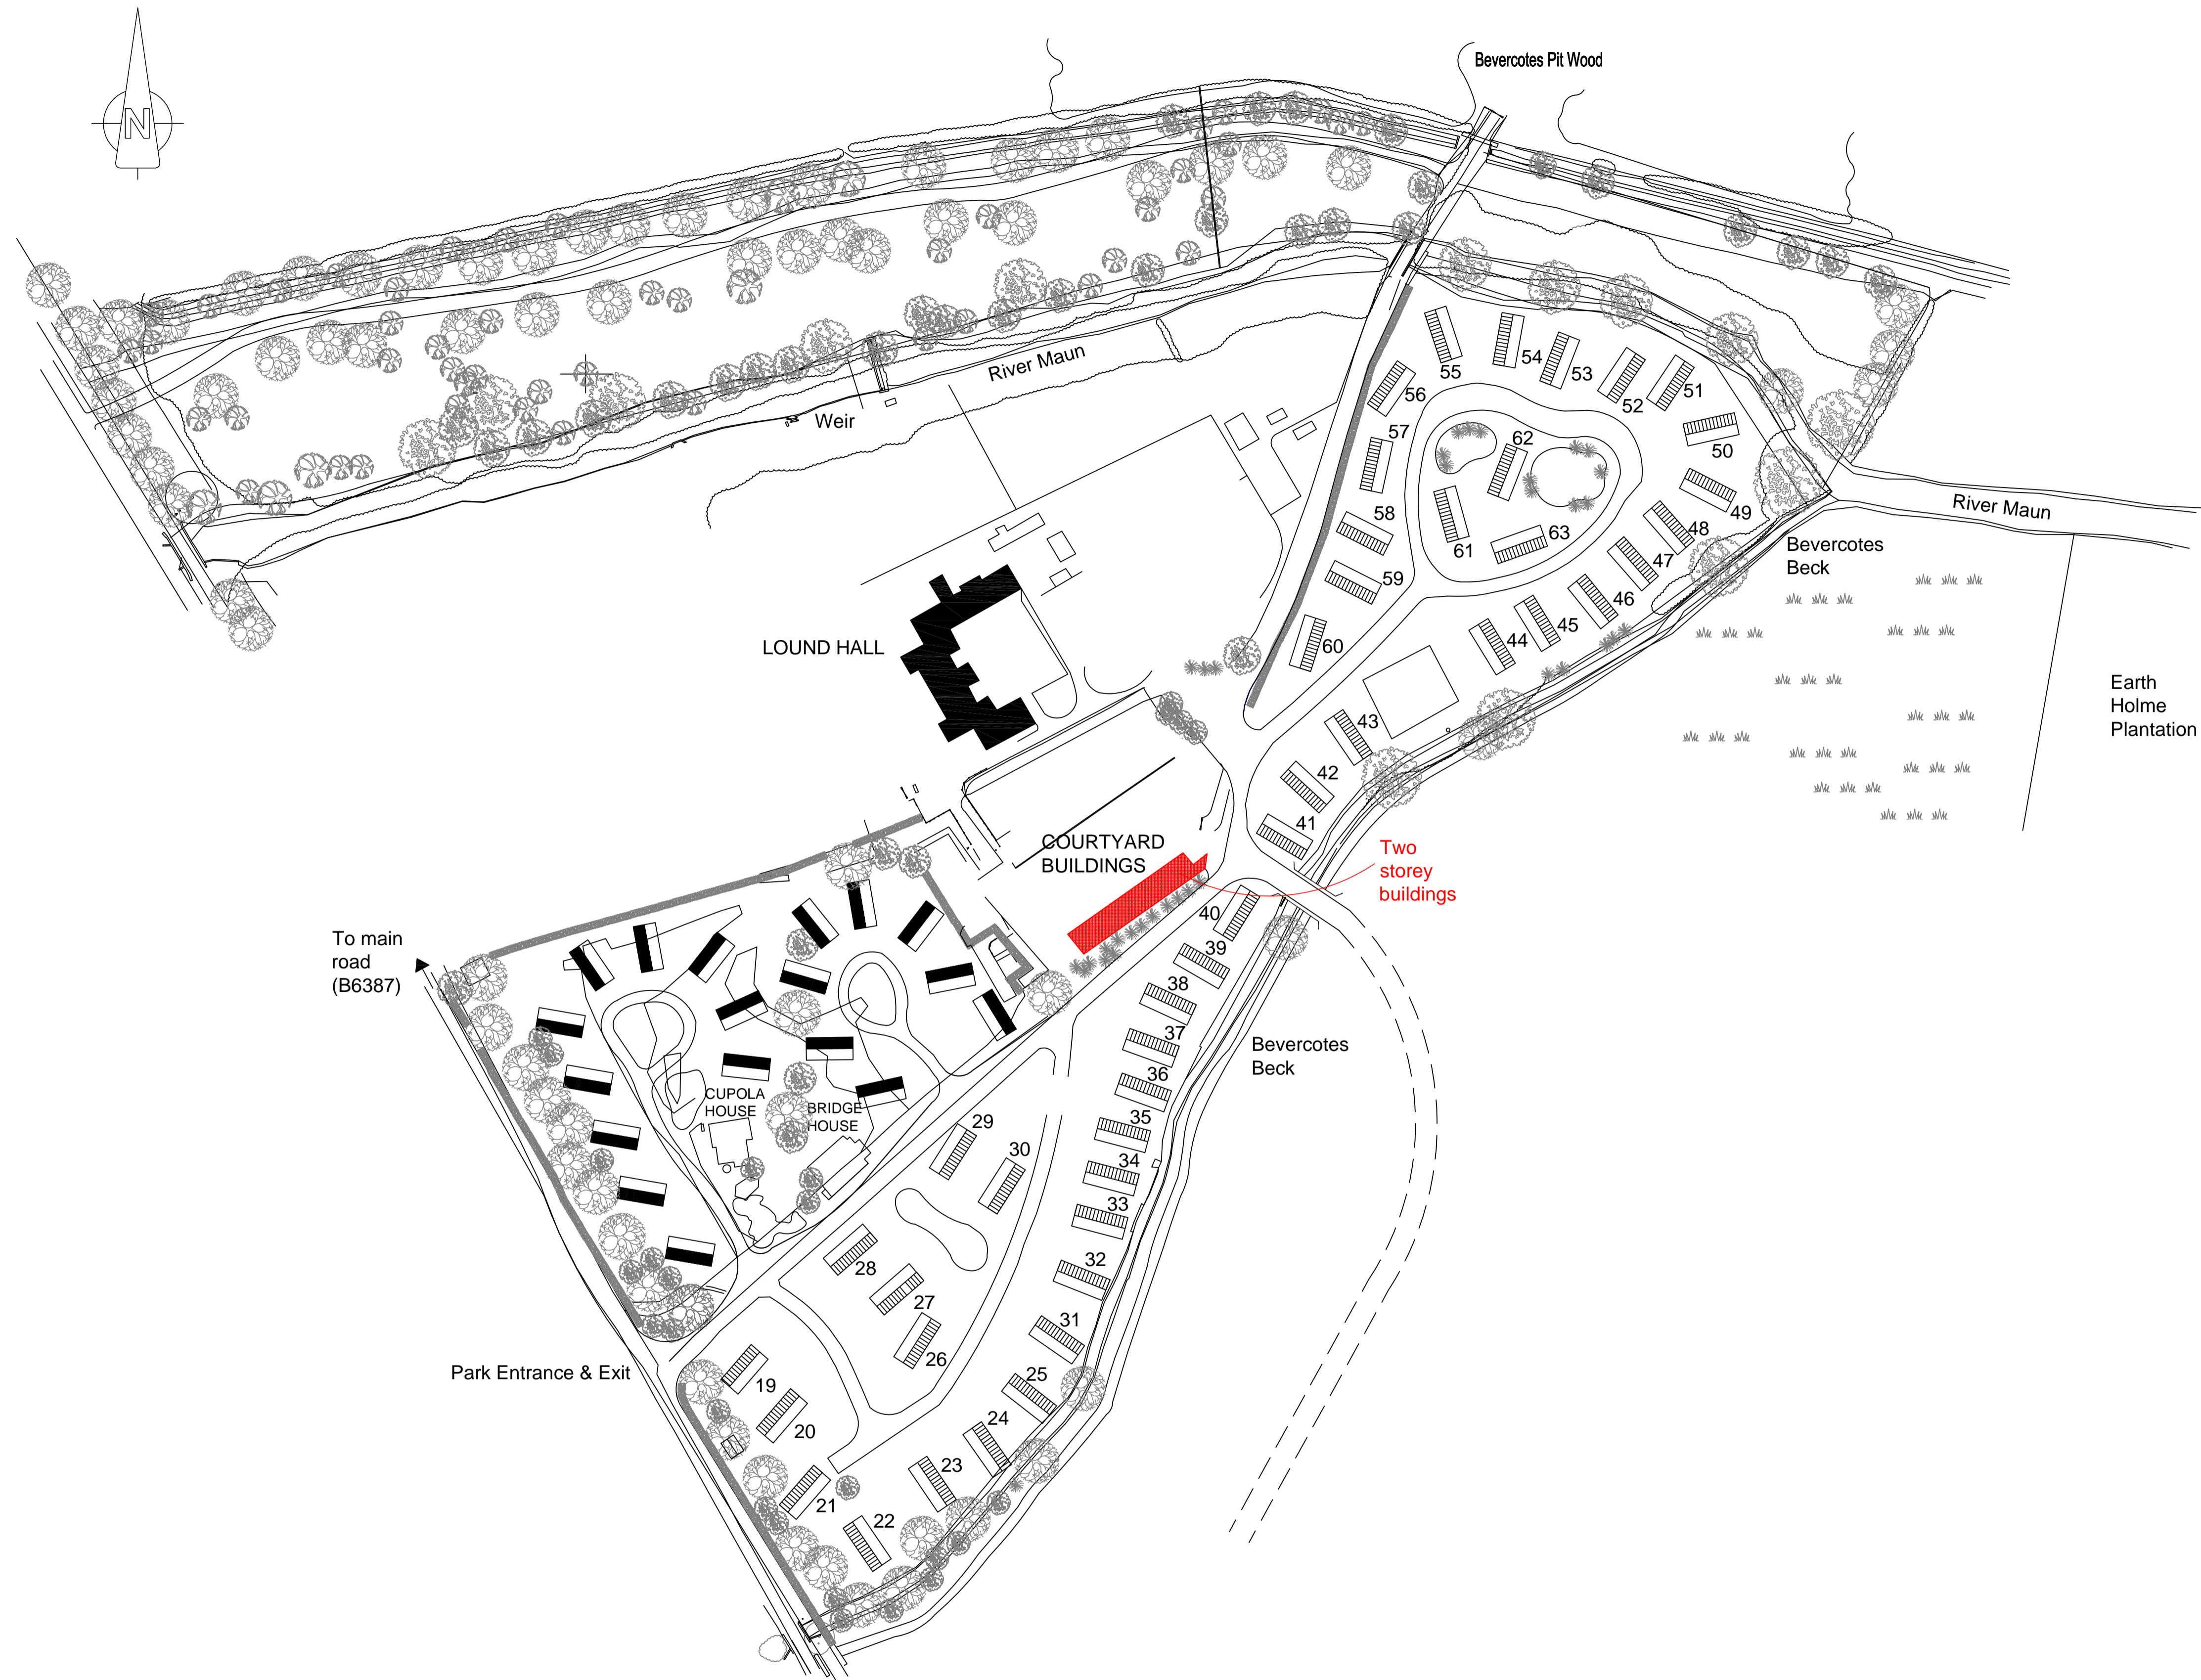 Bevercotes Pit Wood
N
River Maun
Weir
55
54
53
52
51
56
50
57
62
49
58
61
63
48
River Maun
47
Bevercotes
Beck
59
46
45
44
60
LOUND HALL
Earth
Holme
Plantation
43
42
41
COURTYARD
BUILDINGS
Two
storey
buildings
40
39
To main
road
(B6387)
38
37
Bevercotes
Beck
36
CUPOLA
HOUSE
BRIDGE
HOUSE
35
29
30
34
33
32
28
27
31
26
Park Entrance & Exit
25
19
20
24
23
21
22